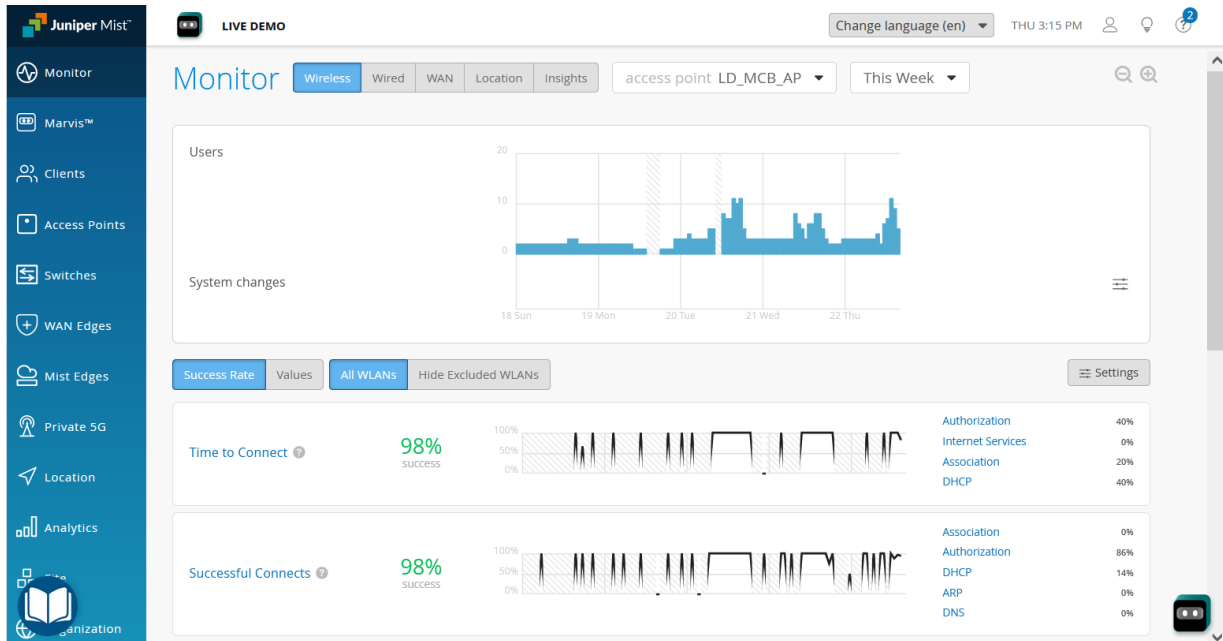 Juniper Mist™
LIVE DEMO
Change language (en)
THU 3:15 PM
2
Monitor
Marvis™
Clients
Access Points
Switches
WAN Edges
Mist Edges
Private 5G
Location
Analytics
Site
Organization
Monitor
Wireless Wired WAN Location Insights
access point LD_MCB_AP
This Week
Users
20
10
0
System changes
18 Sun 19 Mon 20 Tue 21 Wed 22 Thu
Success Rate Values All WLANs Hide Excluded WLANs
Settings
Time to Connect ?
98%
success
100%
50%
0%
Authorization 40%
Internet Services 0%
Association 20%
DHCP 40%
Successful Connects ?
98%
success
100%
50%
0%
Association 0%
Authorization 86%
DHCP 14%
ARP 0%
DNS 0%